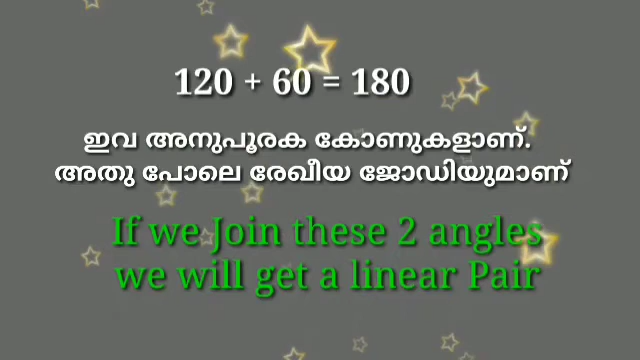 120 + 60 = 180
ഇവ അനുപൂരക കോണുകളാണ്.
അതു പോലെ രേഖീയ ജോഡിയുമാണ്
If we Join these 2 angles
we will get a linear Pair